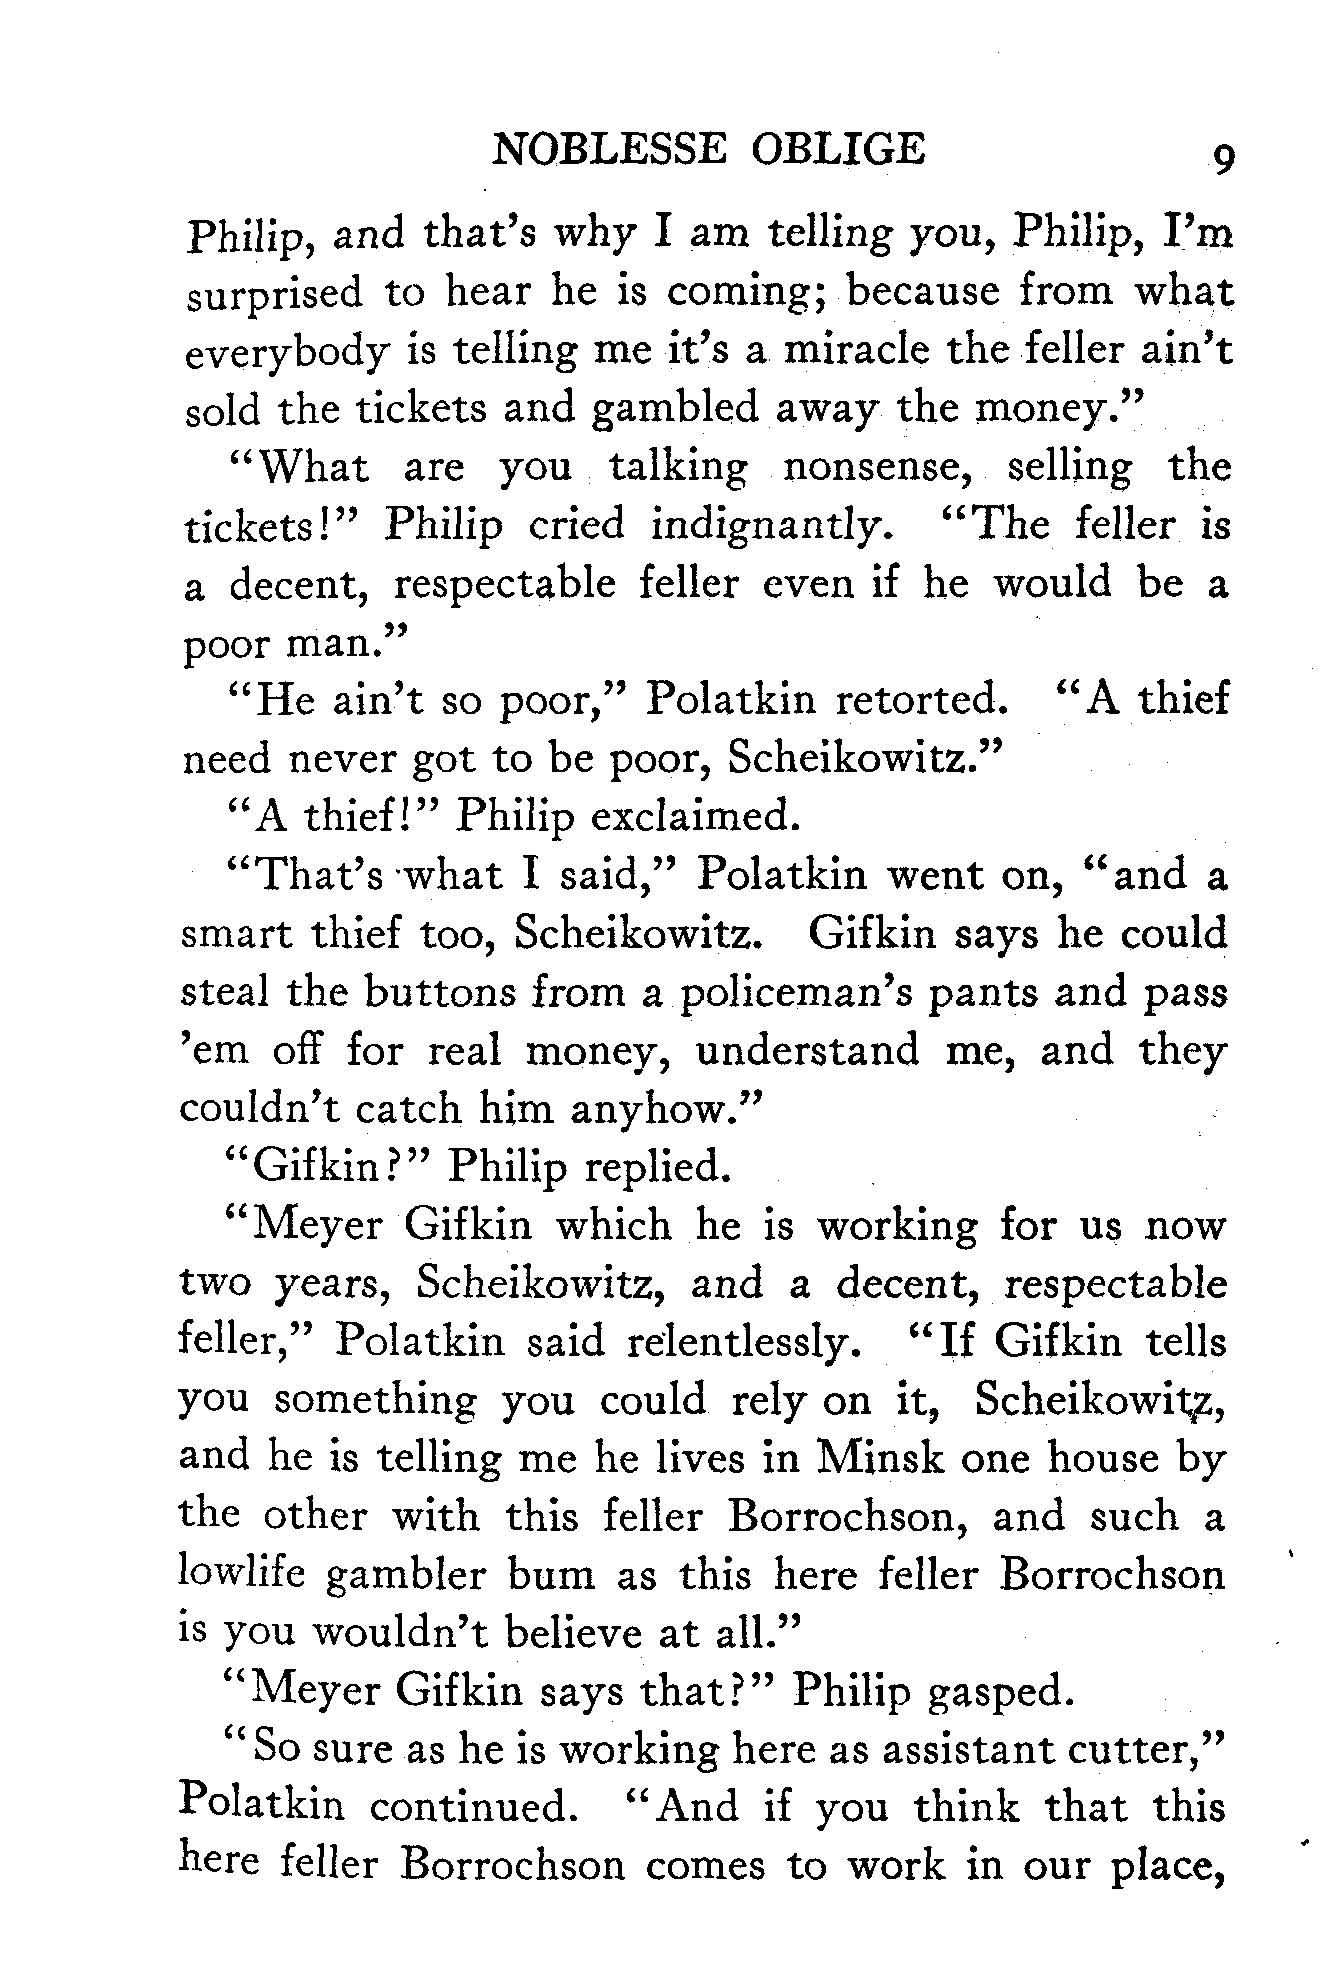 NOBLESSE OBLIGE 9
Philip, and that's why I am telling you, Philip, I'm
surprised to hear he is coming; because from what
everybody is telling me it's a miracle the feller ain't
sold the tickets and gambled away the money."
"What are you talking nonsense, selling the
tickets!" Philip cried indignantly. "The feller is
a decent, respectable feller even if he would be a
poor man."
"He ain't so poor," Polatkin retorted. "A thief
need never got to be poor, Scheikowitz."
"A thief!" Philip exclaimed.
"That's what I said," Polatkin went on, "and a
smart thief too, Scheikowitz. Gifkin says he could
steal the buttons from a policeman's pants and pass
'em off for real money, understand me, and they
couldn't catch him anyhow."
"Gifkin?" Philip replied.
"Meyer Gifkin which he is working for us now
two years, Scheikowitz, and a decent, respectable
feller," Polatkin said relentlessly. "If Gifkin tells
you something you could rely on it, Scheikowitz,
and he is telling me he lives in Minsk one house by
the other with this feller Borrochson, and such a
lowlife gambler bum as this here feller Borrochson
is you wouldn't believe at all."
"Meyer Gifkin says that?" Philip gasped.
"So sure as he is working here as assistant cutter,"
Polatkin continued. "And if you think that this
here feller Borrochson comes to work in our place,